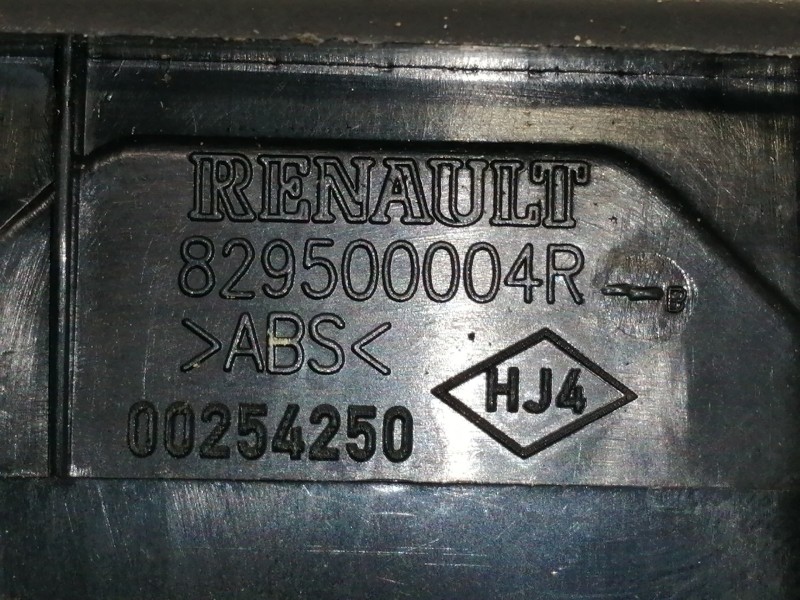 RENAULT
829500004R
B
>ABS<
HJ4
00254250